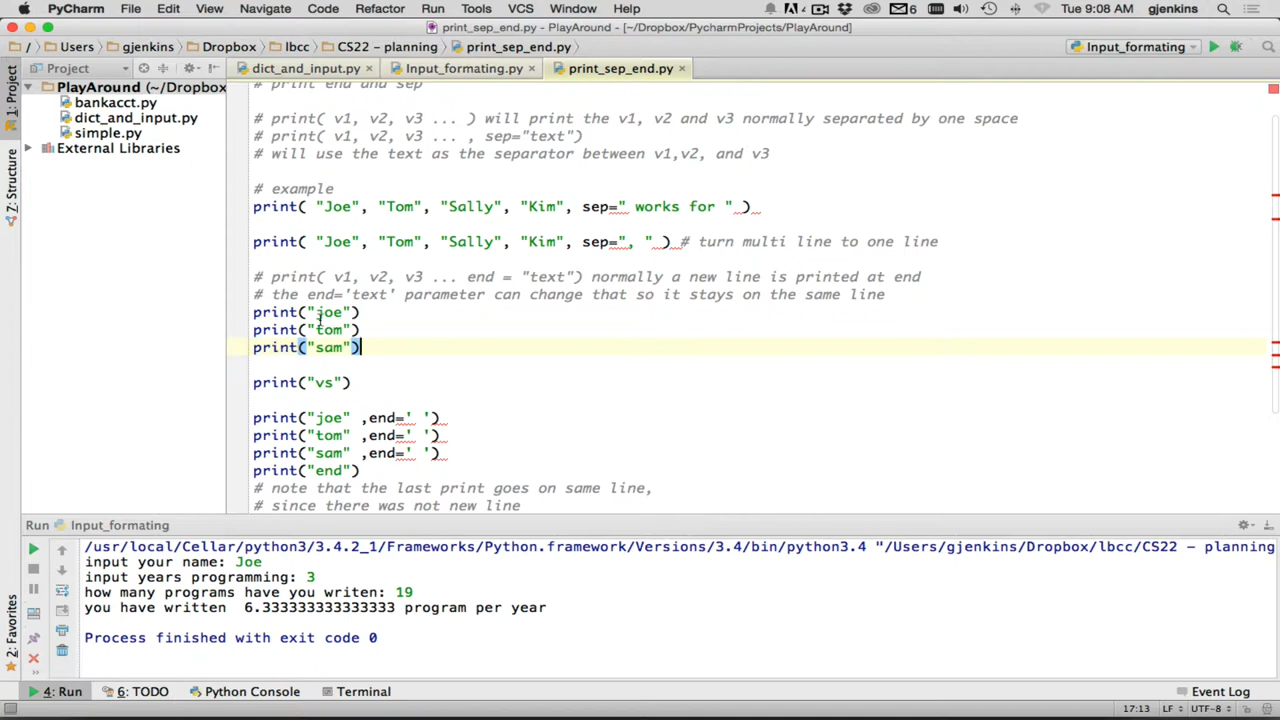 PyCharm File Edit View Navigate Code Refactor Run Tools VCS Window Help 4 6 Tue 9:08 AM gjenkins
print_sep_end.py - PlayAround - [~/Dropbox/PycharmProjects/PlayAround]
/ Users gjenkins Dropbox lbcc CS22 - planning print_sep_end.py Input_formating
Project dict_and_input.py Input_formating.py print_sep_end.py
1: Project
Z: Structure
2: Favorites
PlayAround (~/Dropbox
bankacct.py
dict_and_input.py
simple.py
External Libraries
# print end and sep
# print( v1, v2, v3 ... ) will print the v1, v2 and v3 normally separated by one space
# print( v1, v2, v3 ... , sep="text")
# will use the text as the separator between v1,v2, and v3
# example
print( "Joe", "Tom", "Sally", "Kim", sep=" works for " )
print( "Joe", "Tom", "Sally", "Kim", sep=", " ) # turn multi line to one line
# print( v1, v2, v3 ... end = "text") normally a new line is printed at end
# the end='text' parameter can change that so it stays on the same line
print("joe")
print("tom")
print("sam")
print("vs")
print("joe" ,end=' ')
print("tom" ,end=' ')
print("sam" ,end=' ')
print("end")
# note that the last print goes on same line,
# since there was not new line
Run Input_formating
/usr/local/Cellar/python3/3.4.2_1/Frameworks/Python.framework/Versions/3.4/bin/python3.4 "/Users/gjenkins/Dropbox/lbcc/CS22 - planning
input your name: Joe
input years programming: 3
how many programs have you writen: 19
you have written  6.333333333333333 program per year
Process finished with exit code 0
4: Run 6: TODO Python Console Terminal Event Log
17:13 LF UTF-8